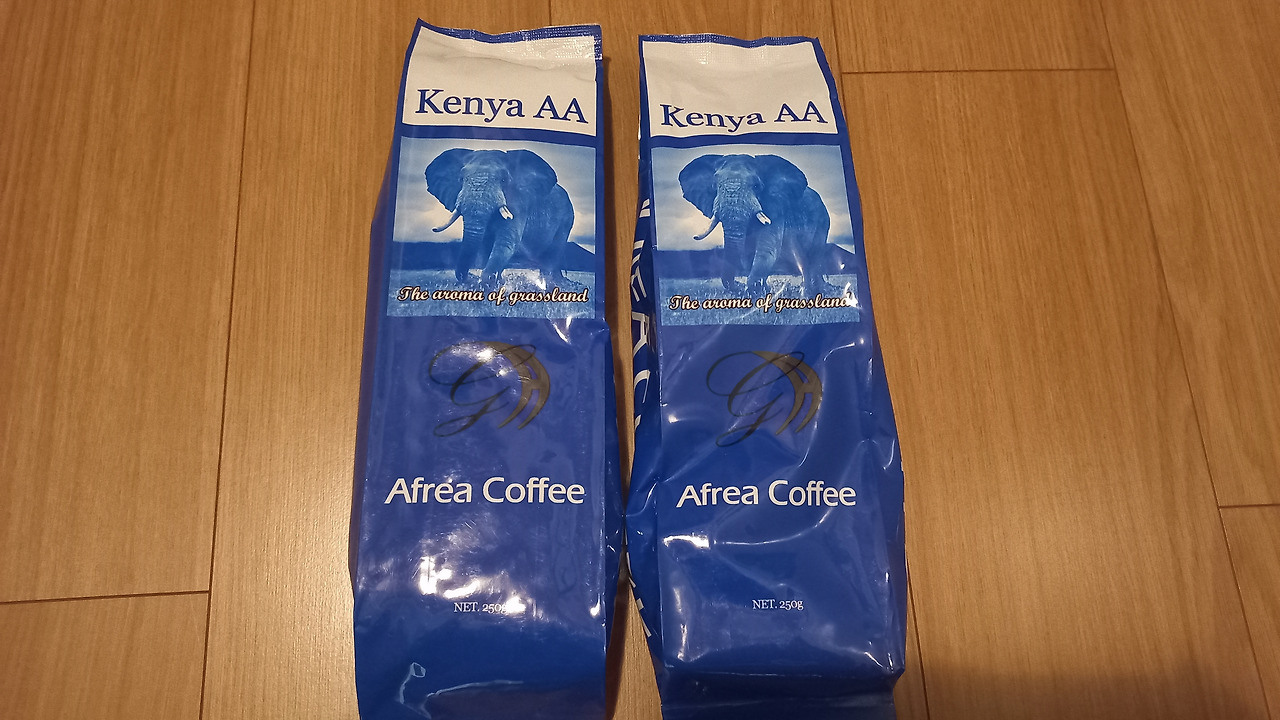 Kenya AA
The aroma of grassland
Afrea Coffee
NET. 250g
Kenya AA
The aroma of grassland
Afrea Coffee
NET. 250g